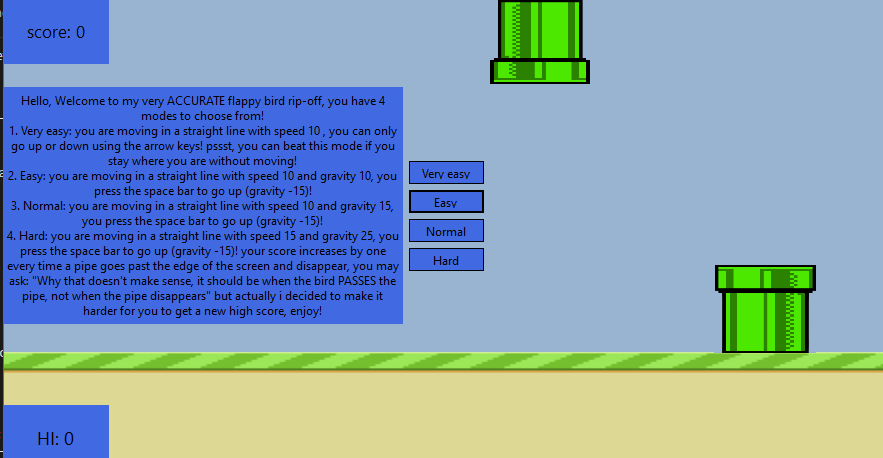 score: 0
Hello, Welcome to my very ACCURATE flappy bird rip-off, you have 4
modes to choose from!
1. Very easy: you are moving in a straight line with speed 10 , you can only
go up or down using the arrow keys! pssst, you can beat this mode if you
stay where you are without moving!
2. Easy: you are moving in a straight line with speed 10 and gravity 10, you
press the space bar to go up (gravity -15)!
3. Normal: you are moving in a straight line with speed 10 and gravity 15,
you press the space bar to go up (gravity -15)!
4. Hard: you are moving in a straight line with speed 15 and gravity 25, you
press the space bar to go up (gravity -15)! your score increases by one
every time a pipe goes past the edge of the screen and disappear, you may
ask: "Why that doesn't make sense, it should be when the bird PASSES the
pipe, not when the pipe disappears" but actually i decided to make it
harder for you to get a new high score, enjoy!
Very easy
Easy
Normal
Hard
HI: 0